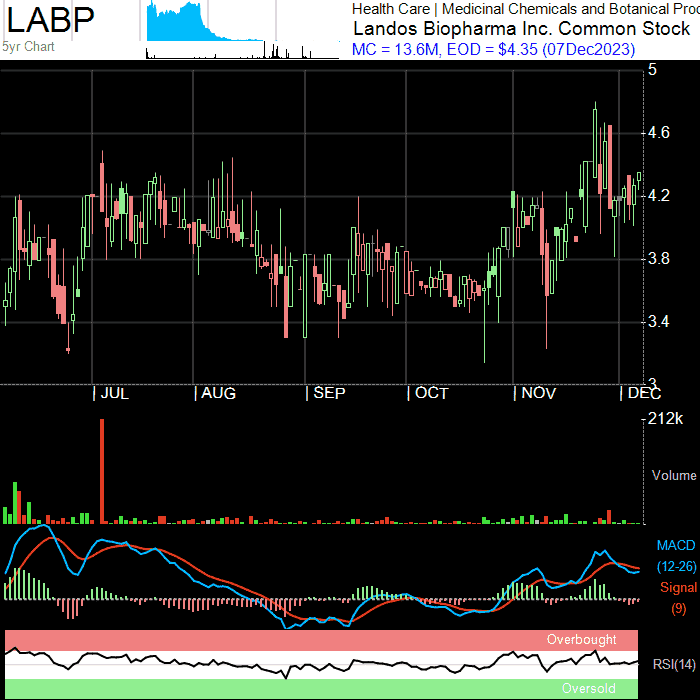 LABP
5yr Chart
Health Care | Medicinal Chemicals and Botanical Prod
Landos Biopharma Inc. Common Stock
MC = 13.6M, EOD = $4.35 (07Dec2023)
5
4.6
4.2
3.8
3.4
3
| JUL | AUG | SEP | OCT | NOV | DEC
212k
Volume
MACD
(12-26)
Signal
(9)
Overbought
RSI(14)
Oversold